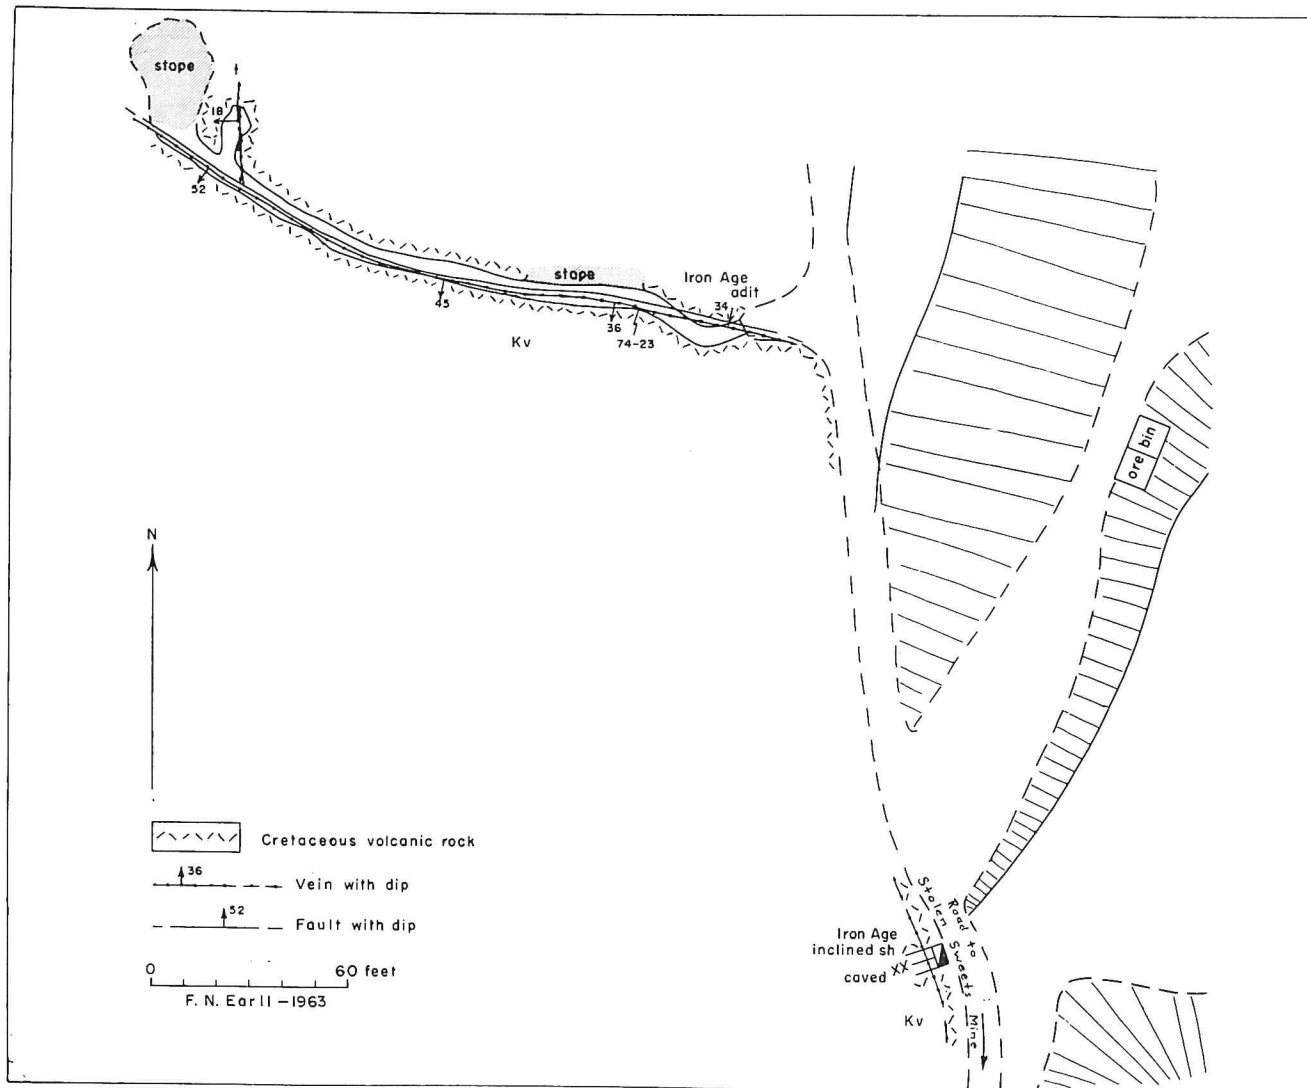 stope
18
52
stope
Iron Age
adit
34
45
36
74-23
Kv
ore bin
N
Cretaceous volcanic rock
36
Vein with dip
52
Fault with dip
0 60 feet
F. N. Earll - 1963
Road to
Stolen Sweets Mine
Iron Age
inclined sh
caved
XX
Kv